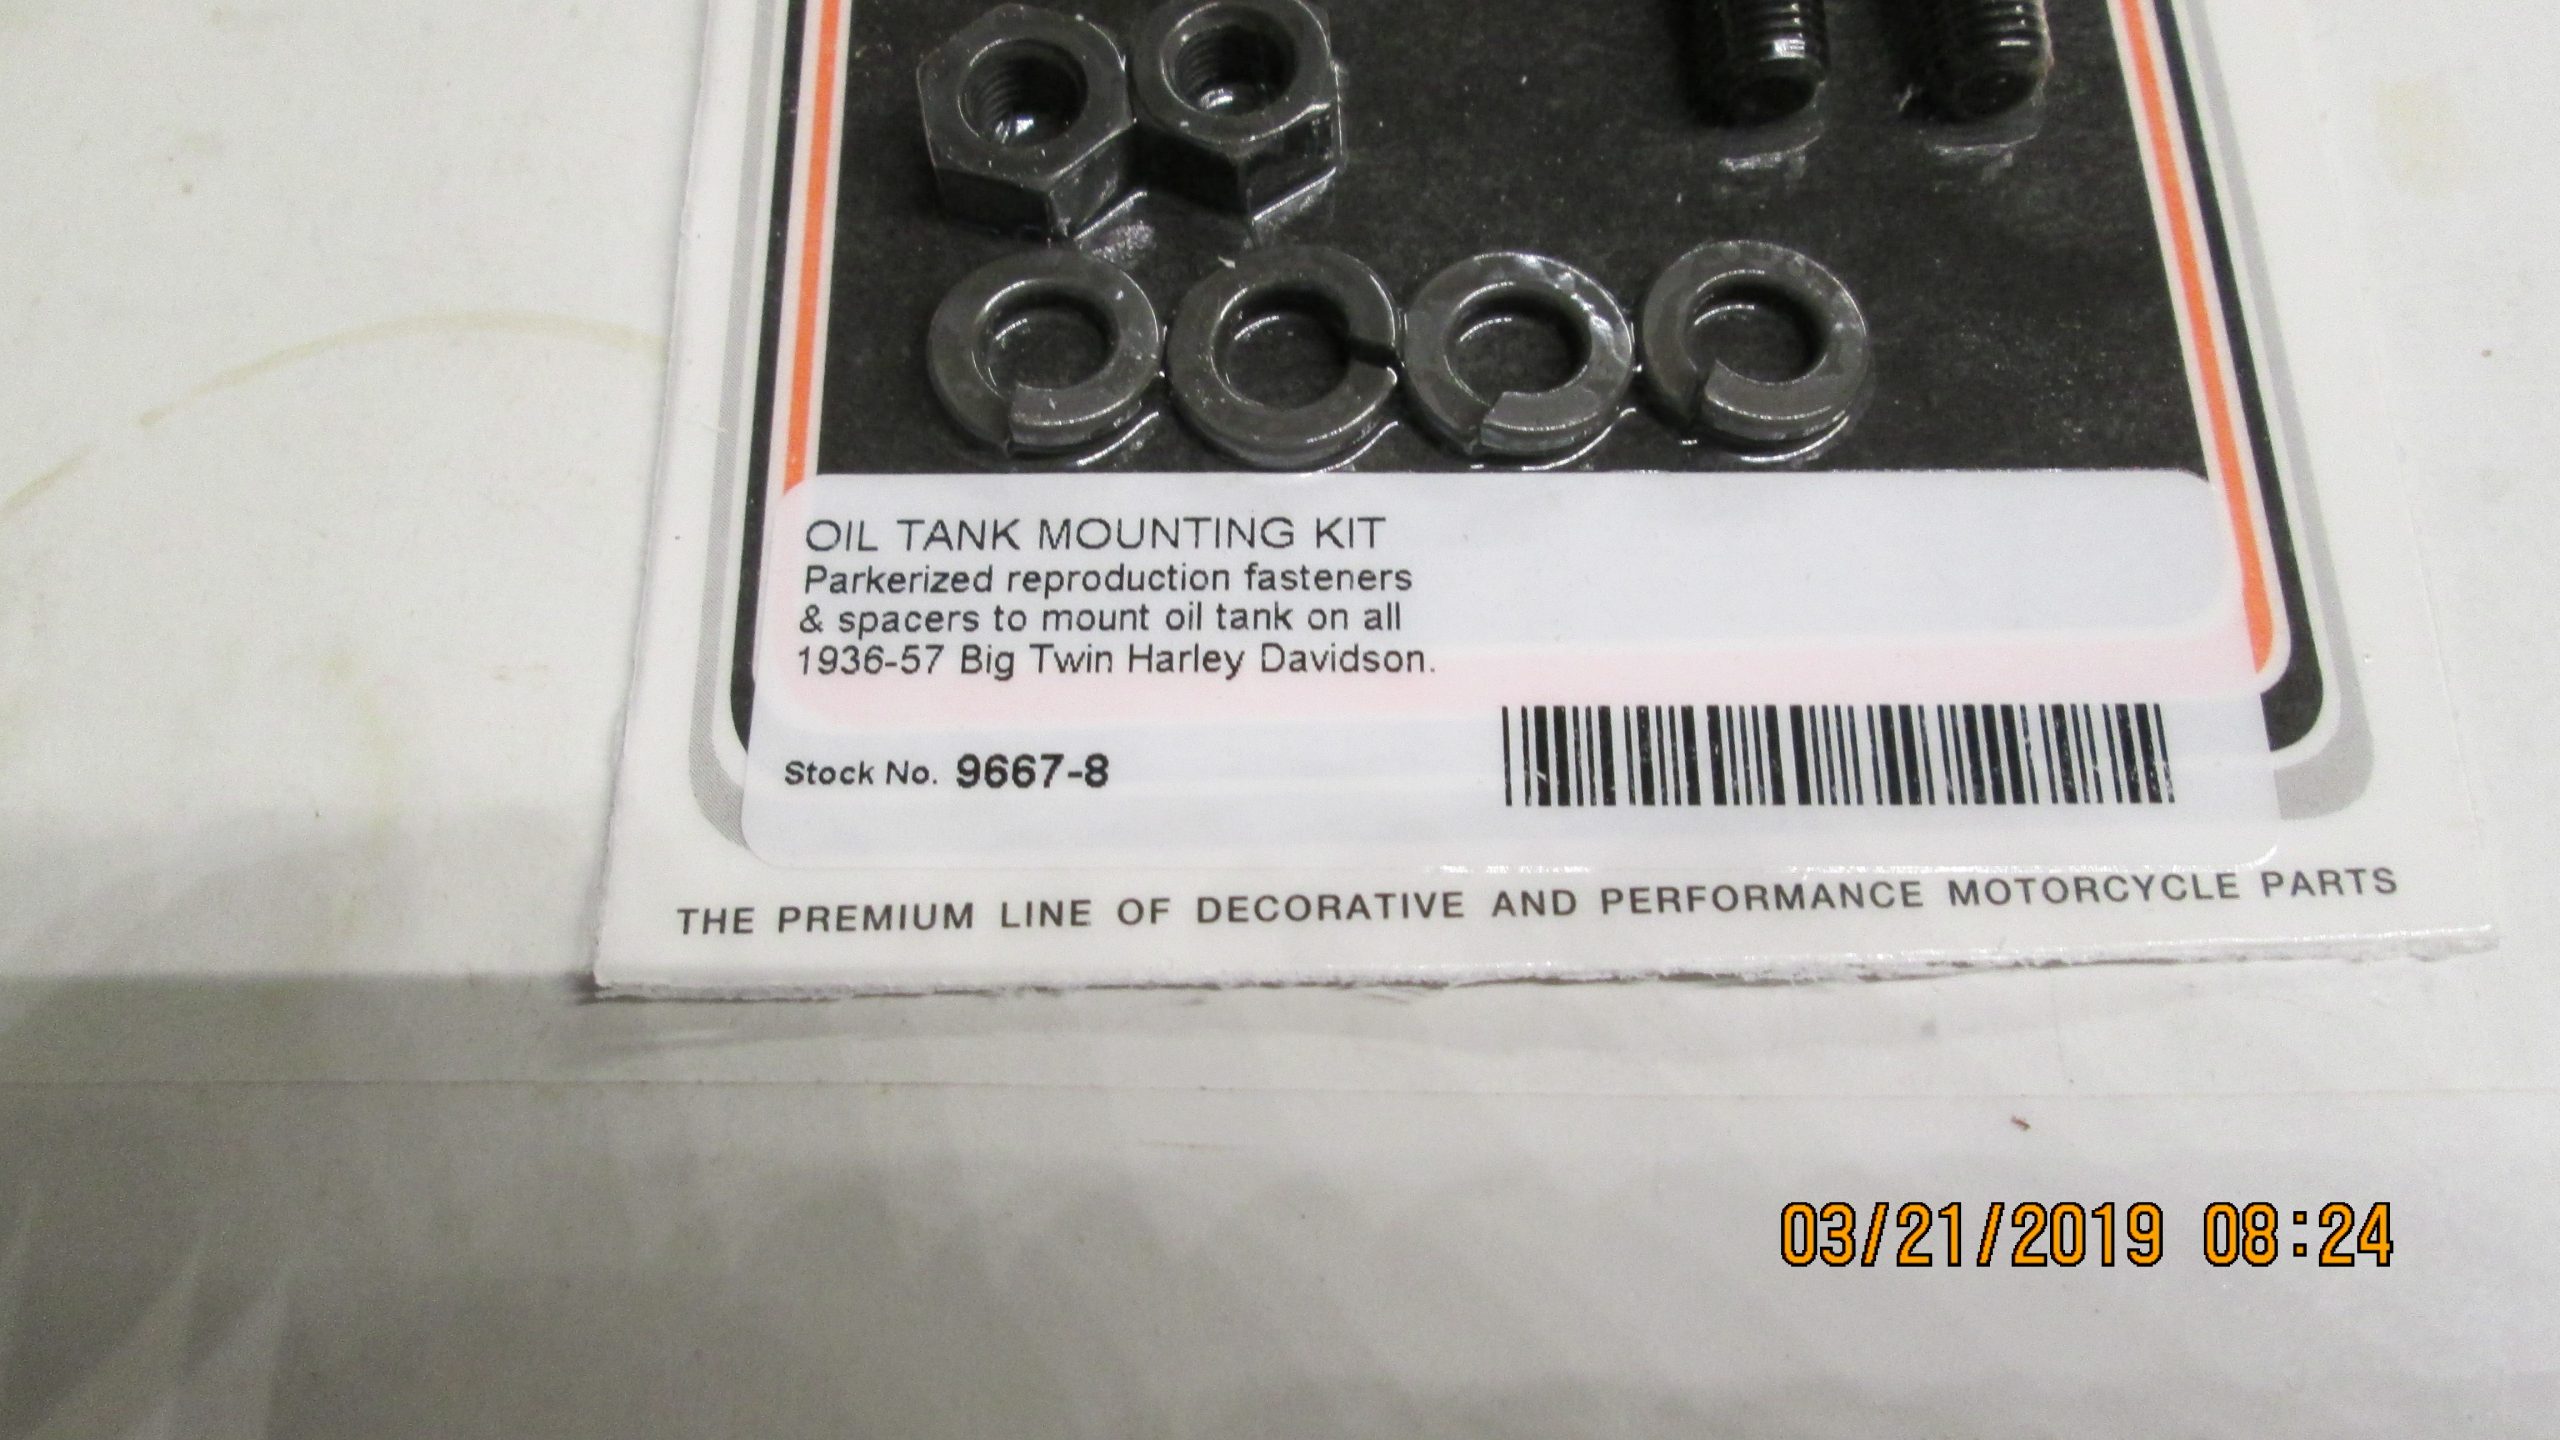 OIL TANK MOUNTING KIT
Parkerized reproduction fasteners
& spacers to mount oil tank on all
1936-57 Big Twin Harley Davidson.
Stock No. 9667-8
THE PREMIUM LINE OF DECORATIVE AND PERFORMANCE MOTORCYCLE PARTS
03/21/2019 08:24